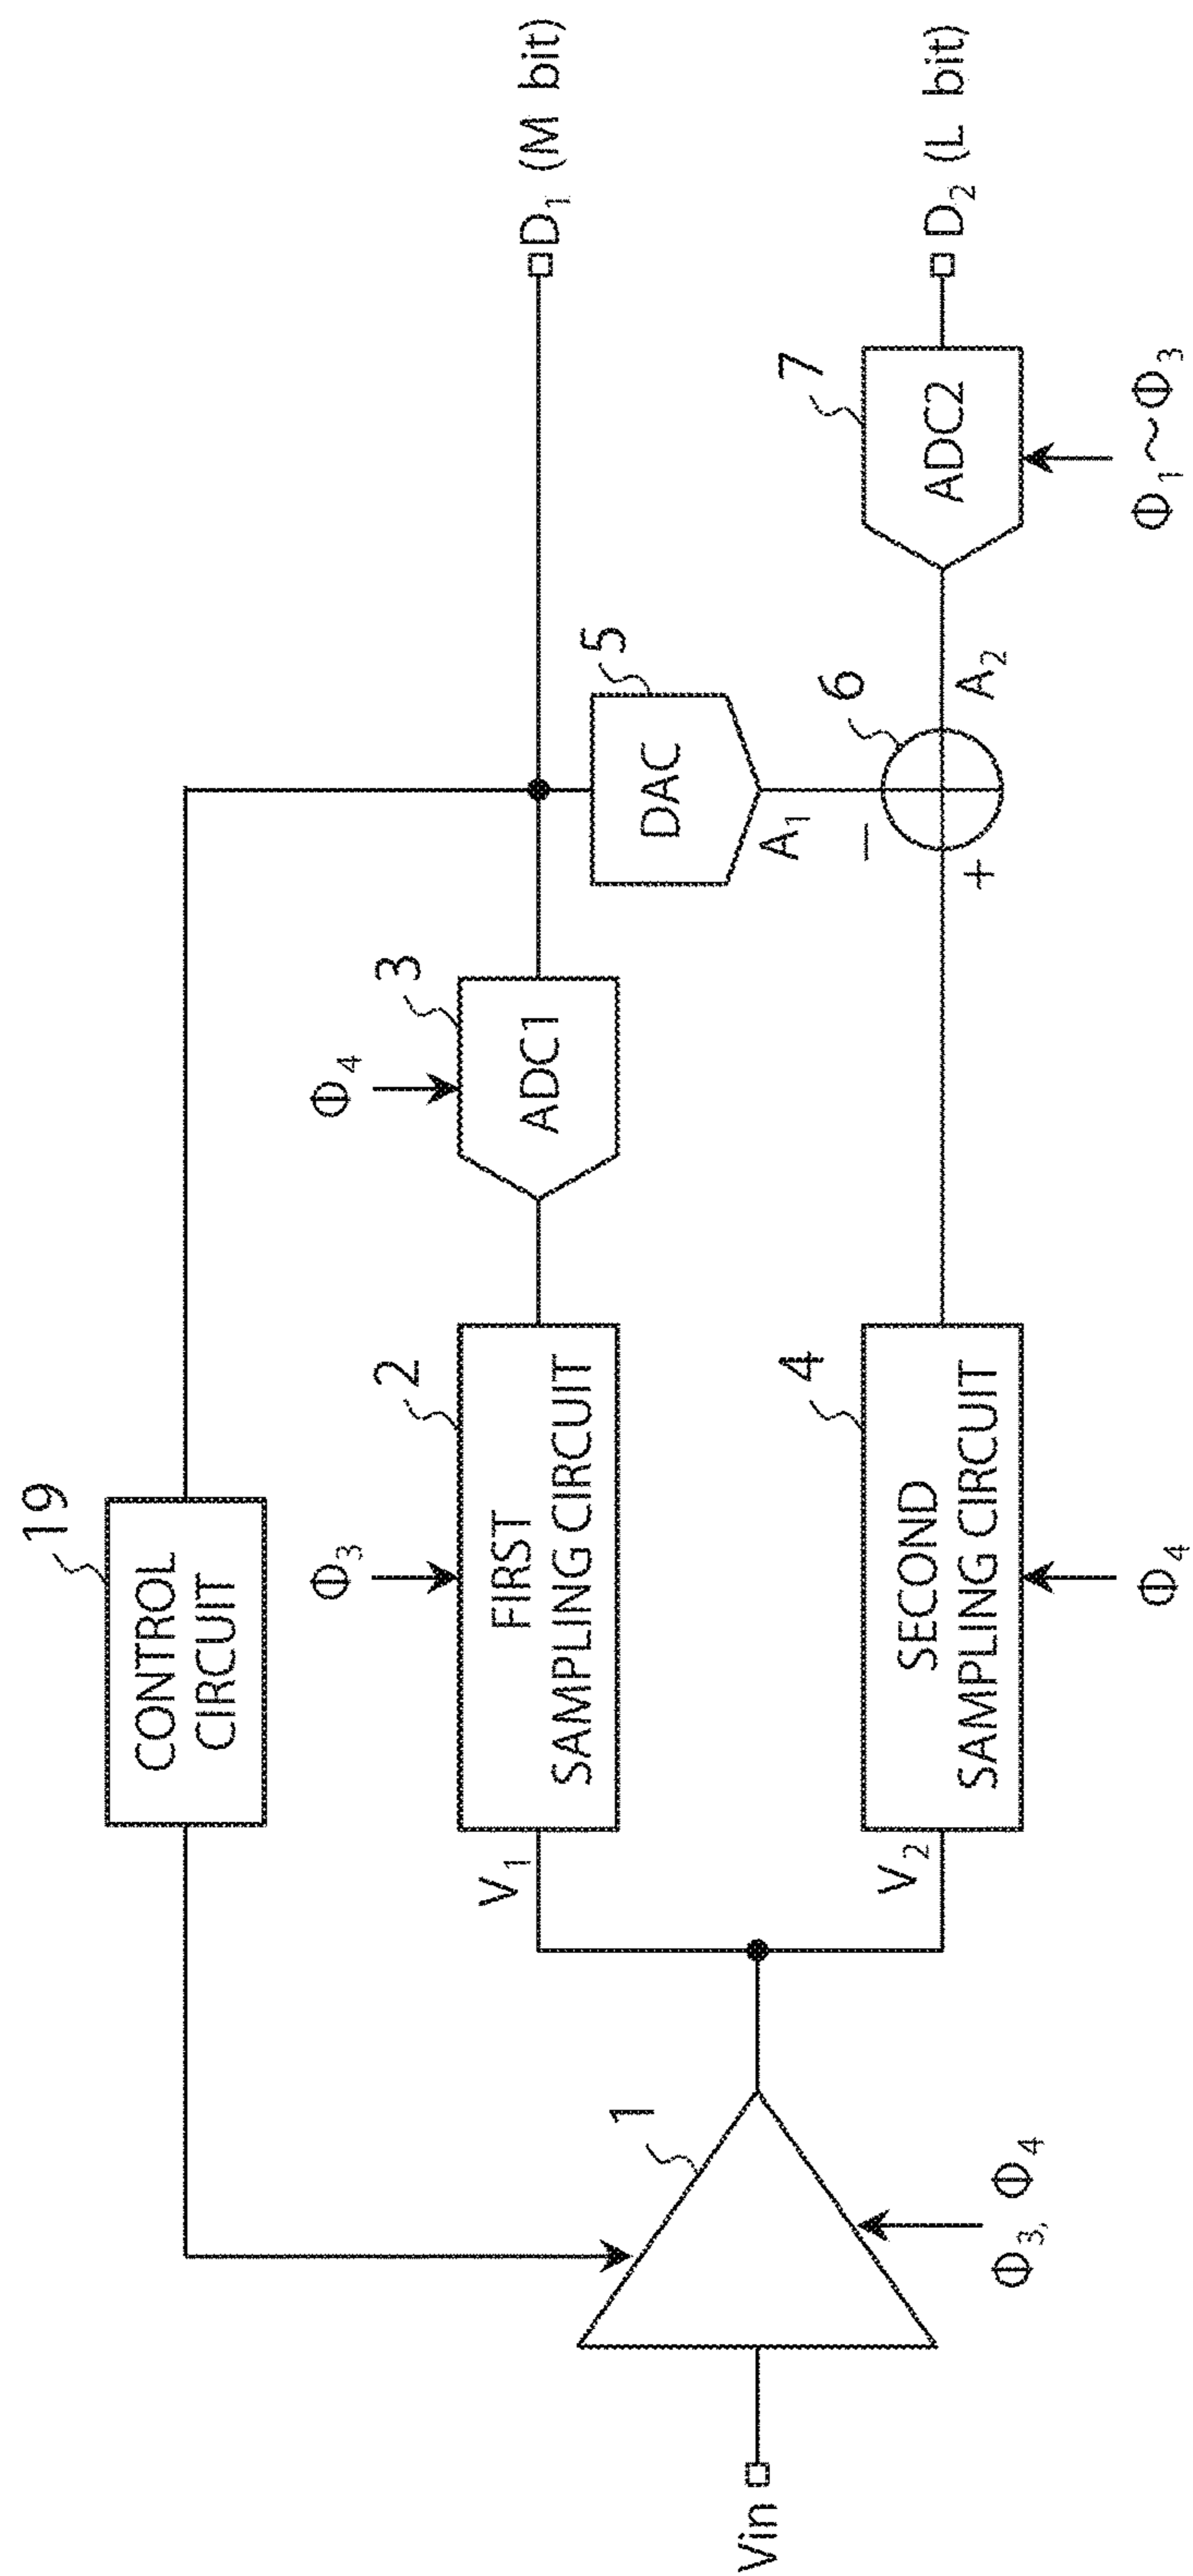 19
CONTROL
CIRCUIT
Φ3
2
FIRST
SAMPLING CIRCUIT
V1
Φ4
3
ADC1
D1 (M bit)
1
Vin
Φ3, Φ4
5
DAC
A1
−
+
6
A2
4
SECOND
SAMPLING CIRCUIT
V2
Φ4
7
ADC2
D2 (L bit)
Φ1~Φ3